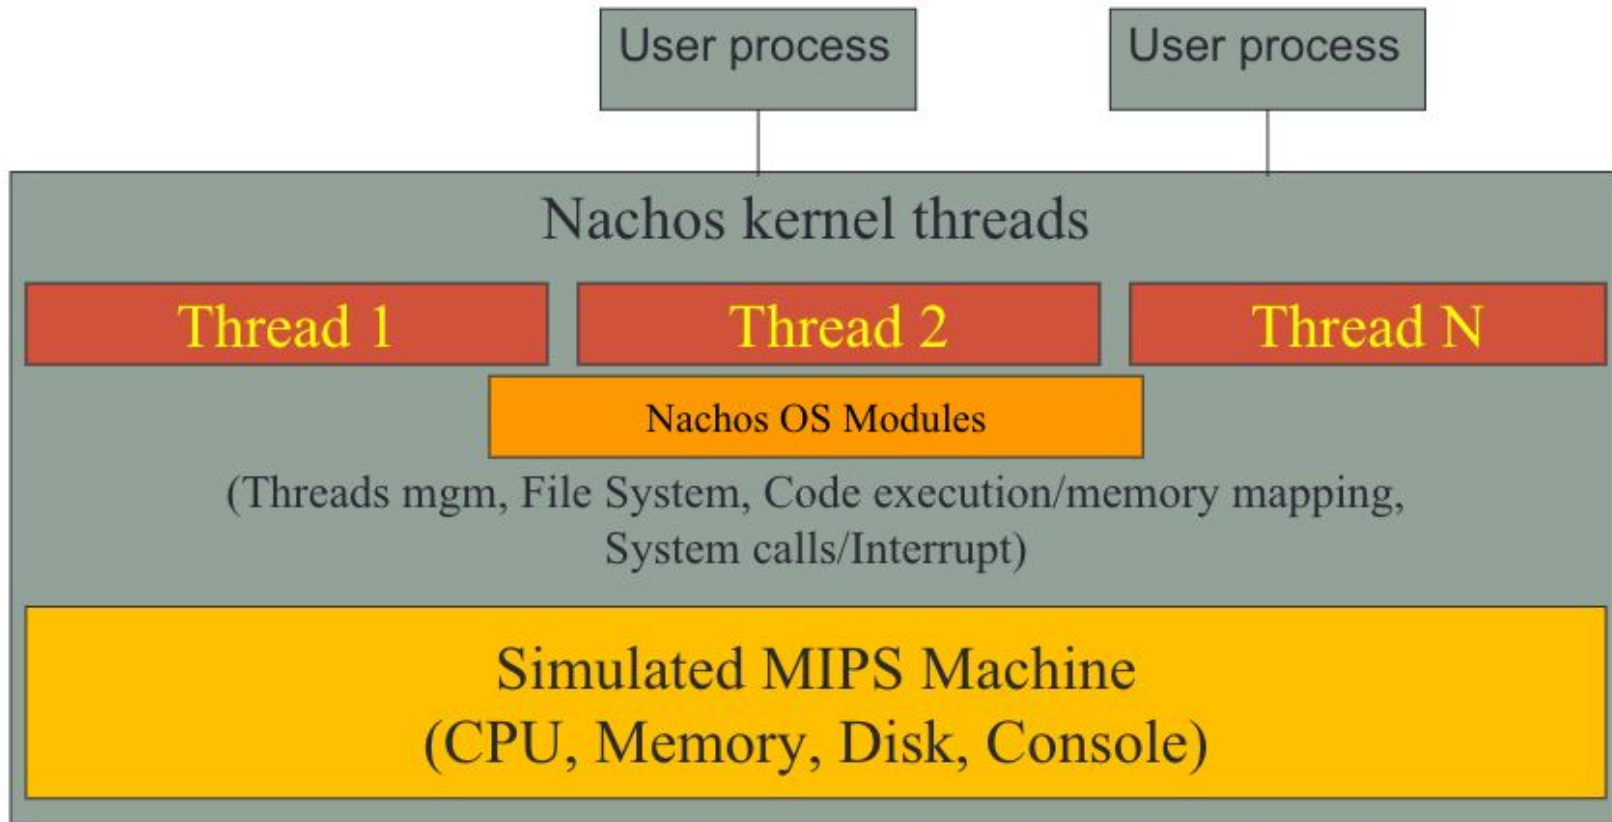 User process
User process
Nachos kernel threads
Thread 1
Thread 2
Thread N
Nachos OS Modules
(Threads mgm, File System, Code execution/memory mapping,
System calls/Interrupt)
Simulated MIPS Machine
(CPU, Memory, Disk, Console)